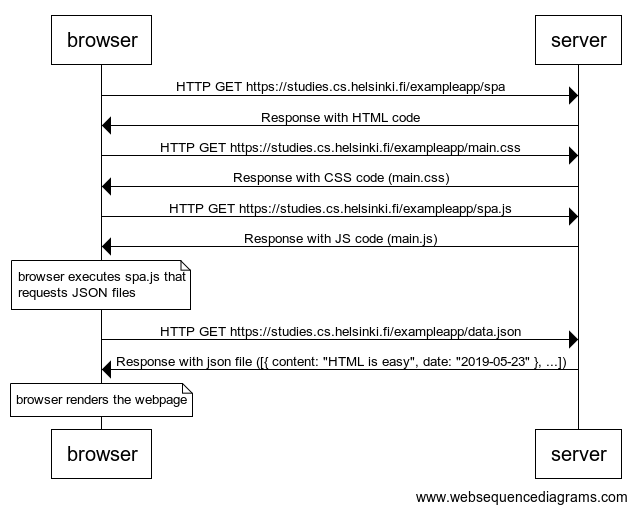 browser
server
HTTP GET https://studies.cs.helsinki.fi/exampleapp/spa
Response with HTML code
HTTP GET https://studies.cs.helsinki.fi/exampleapp/main.css
Response with CSS code (main.css)
HTTP GET https://studies.cs.helsinki.fi/exampleapp/spa.js
Response with JS code (main.js)
browser executes spa.js that
requests JSON files
HTTP GET https://studies.cs.helsinki.fi/exampleapp/data.json
Response with json file ([{ content: "HTML is easy", date: "2019-05-23" }, ...])
browser renders the webpage
browser
server
www.websequencediagrams.com